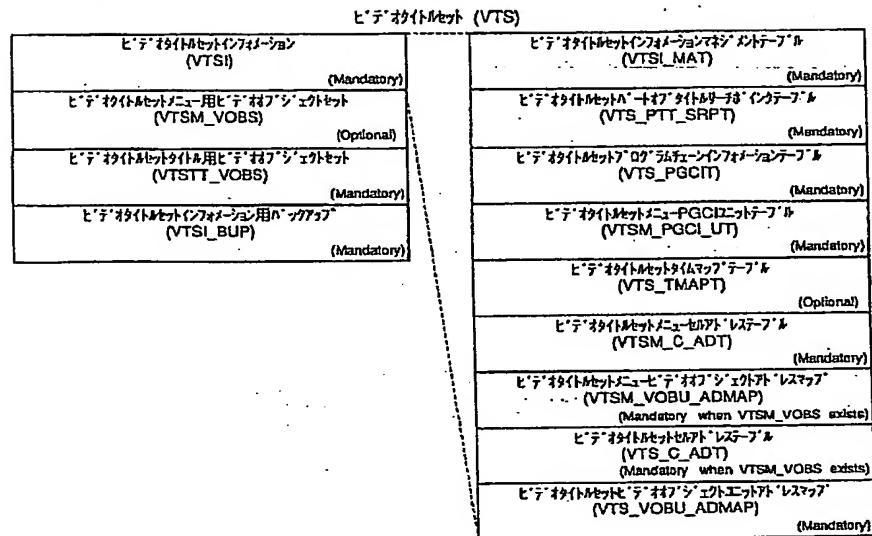 ビデオタイトルセット (VTS)
ビデオタイトルセットインフォメーション
(VTSI)
(Mandatory)
ビデオタイトルセットメニュー用ビデオオブジェクトセット
(VTSM_VOBS)
(Optional)
ビデオタイトルセットタイトル用ビデオオブジェクトセット
(VTSTT_VOBS)
(Mandatory)
ビデオタイトルセットインフォメーション用バックアップ
(VTSI_BUP)
(Mandatory)
ビデオタイトルセットインフォメーションマネジメントテーブル
(VTSI_MAT)
(Mandatory)
ビデオタイトルセットパートオブタイトルサーチポインタテーブル
(VTS_PTT_SRPT)
(Mandatory)
ビデオタイトルセットプログラムチェーンインフォメーションテーブル
(VTS_PGCIT)
(Mandatory)
ビデオタイトルセットメニューPGCIユニットテーブル
(VTSM_PGCI_UT)
(Mandatory)
ビデオタイトルセットタイムマップテーブル
(VTS_TMAPT)
(Optional)
ビデオタイトルセットメニューセルアドレステーブル
(VTSM_C_ADT)
(Mandatory)
ビデオタイトルセットメニュービデオオブジェクトアドレスマップ
(VTSM_VOBU_ADMAP)
(Mandatory when VTSM_VOBS exists)
ビデオタイトルセットセルアドレステーブル
(VTS_C_ADT)
(Mandatory when VTSM_VOBS exists)
ビデオタイトルセットビデオオブジェクトユニットアドレスマップ
(VTS_VOBU_ADMAP)
(Mandatory)